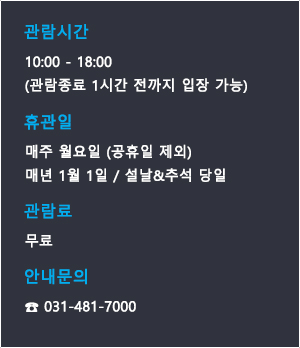 관람시간
10:00 - 18:00
(관람종료 1시간 전까지 입장 가능)
휴관일
매주 월요일 (공휴일 제외)
매년 1월 1일 / 설날&추석 당일
관람료
무료
안내문의
☎ 031-481-7000